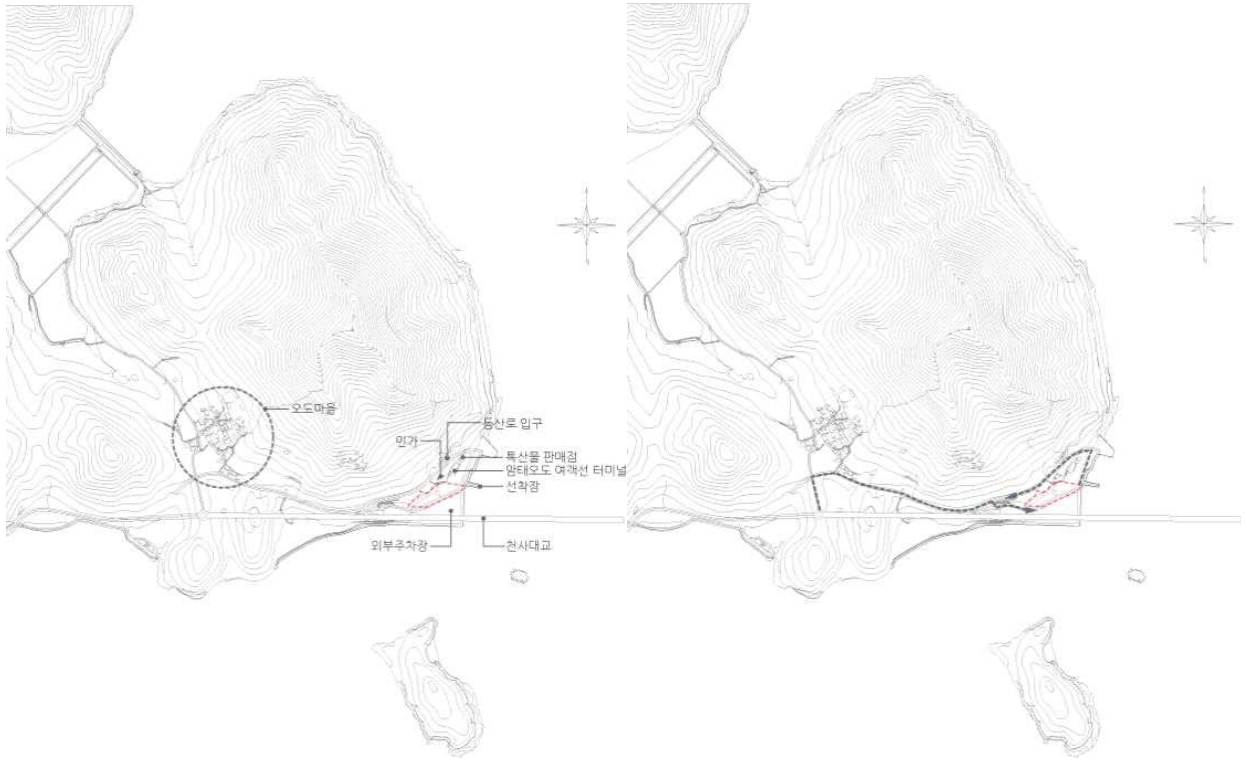 오도마을
등산로 입구
인가
특산물 판매점
암태오도 여객선 터미널
선착장
외부주차장
천사대교